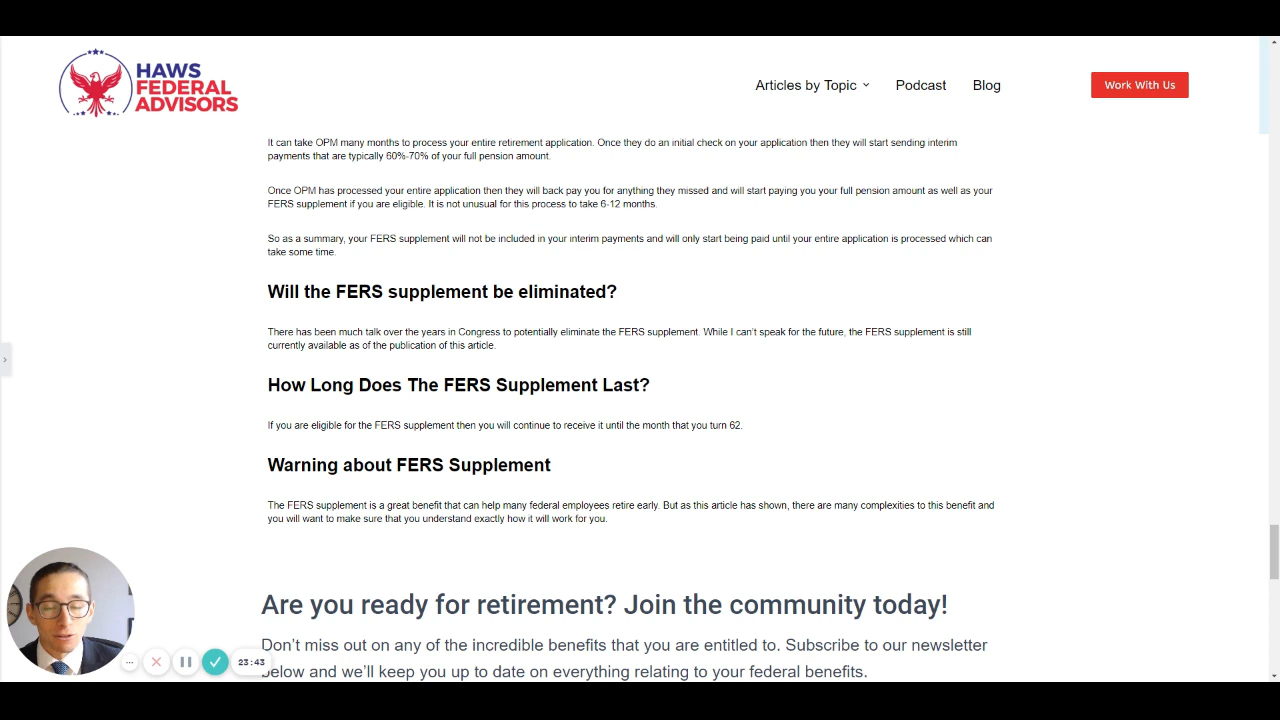 HAWS
FEDERAL
ADVISORS
Articles by Topic
Podcast
Blog
Work With Us
It can take OPM many months to process your entire retirement application. Once they do an initial check on your application then they will start sending interim
payments that are typically 60%-70% of your full pension amount.
Once OPM has processed your entire application then they will back pay you for anything they missed and will start paying you your full pension amount as well as your
FERS supplement if you are eligible. It is not unusual for this process to take 6-12 months.
So as a summary, your FERS supplement will not be included in your interim payments and will only start being paid until your entire application is processed which can
take some time.
Will the FERS supplement be eliminated?
There has been much talk over the years in Congress to potentially eliminate the FERS supplement. While I can't speak for the future, the FERS supplement is still
currently available as of the publication of this article.
How Long Does The FERS Supplement Last?
If you are eligible for the FERS supplement then you will continue to receive it until the month that you turn 62.
Warning about FERS Supplement
The FERS supplement is a great benefit that can help many federal employees retire early. But as this article has shown, there are many complexities to this benefit and
you will want to make sure that you understand exactly how it will work for you.
Are you ready for retirement? Join the community today!
Don't miss out on any of the incredible benefits that you are entitled to. Subscribe to our newsletter
below and we'll keep you up to date on everything relating to your federal benefits.
23:43